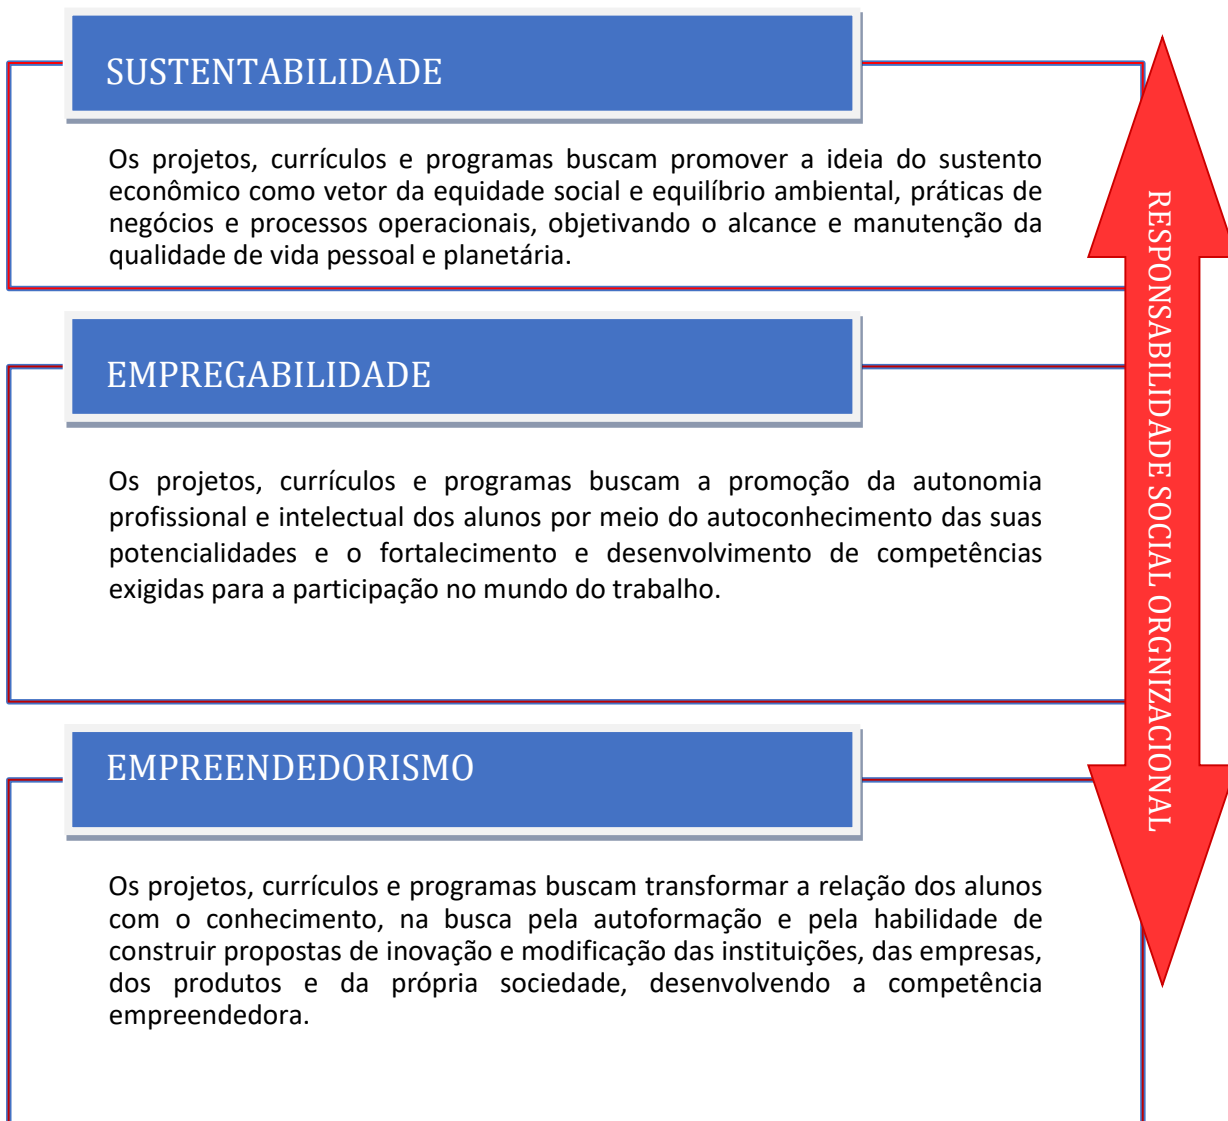 SUSTENTABILIDADE
Os projetos, currículos e programas buscam promover a ideia do sustento
econômico como vetor da equidade social e equilíbrio ambiental, práticas de
negócios e processos operacionais, objetivando o alcance e manutenção da
qualidade de vida pessoal e planetária.
EMPREGABILIDADE
Os projetos, currículos e programas buscam a promoção da autonomia
profissional e intelectual dos alunos por meio do autoconhecimento das suas
potencialidades e o fortalecimento e desenvolvimento de competências
exigidas para a participação no mundo do trabalho.
EMPREENDEDORISMO
Os projetos, currículos e programas buscam transformar a relação dos alunos
com o conhecimento, na busca pela autoformação e pela habilidade de
construir propostas de inovação e modificação das instituições, das empresas,
dos produtos e da própria sociedade, desenvolvendo a competência
empreendedora.
RESPONSABILIDADE SOCIAL ORGNIZACIONAL